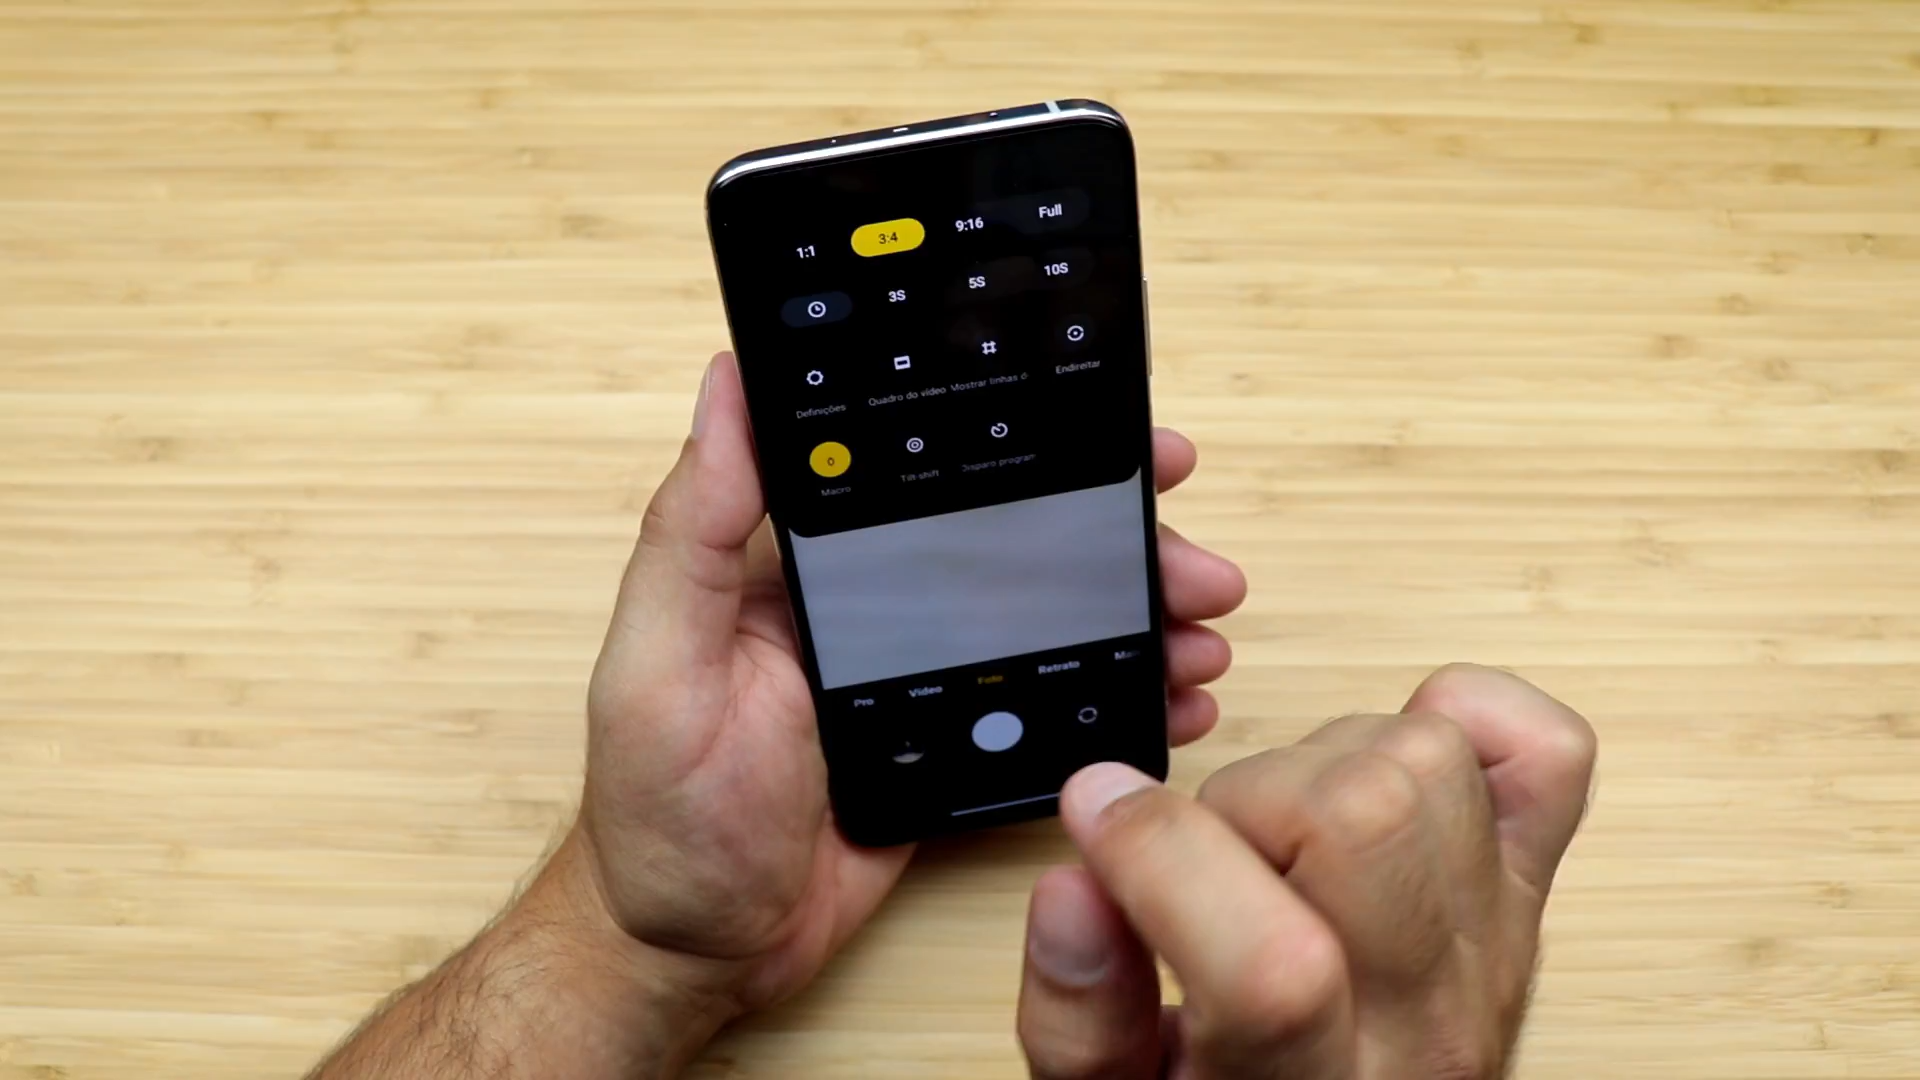 1:1 3:4 9:16 Full
3S 5S 10S
Definições Quadro do vídeo Mostrar linhas d Endireitar
Macro Tilt-shift Disparo program
Pro Vídeo Foto Retrato Mai